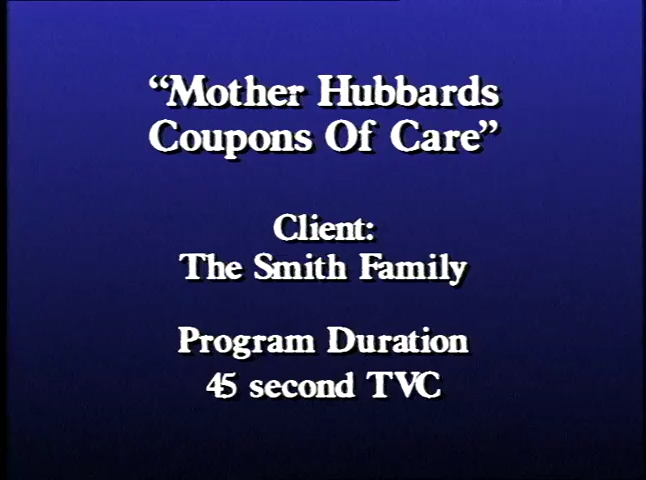 “Mother Hubbards
Coupons Of Care”
Client:
The Smith Family
Program Duration
45 second TVC